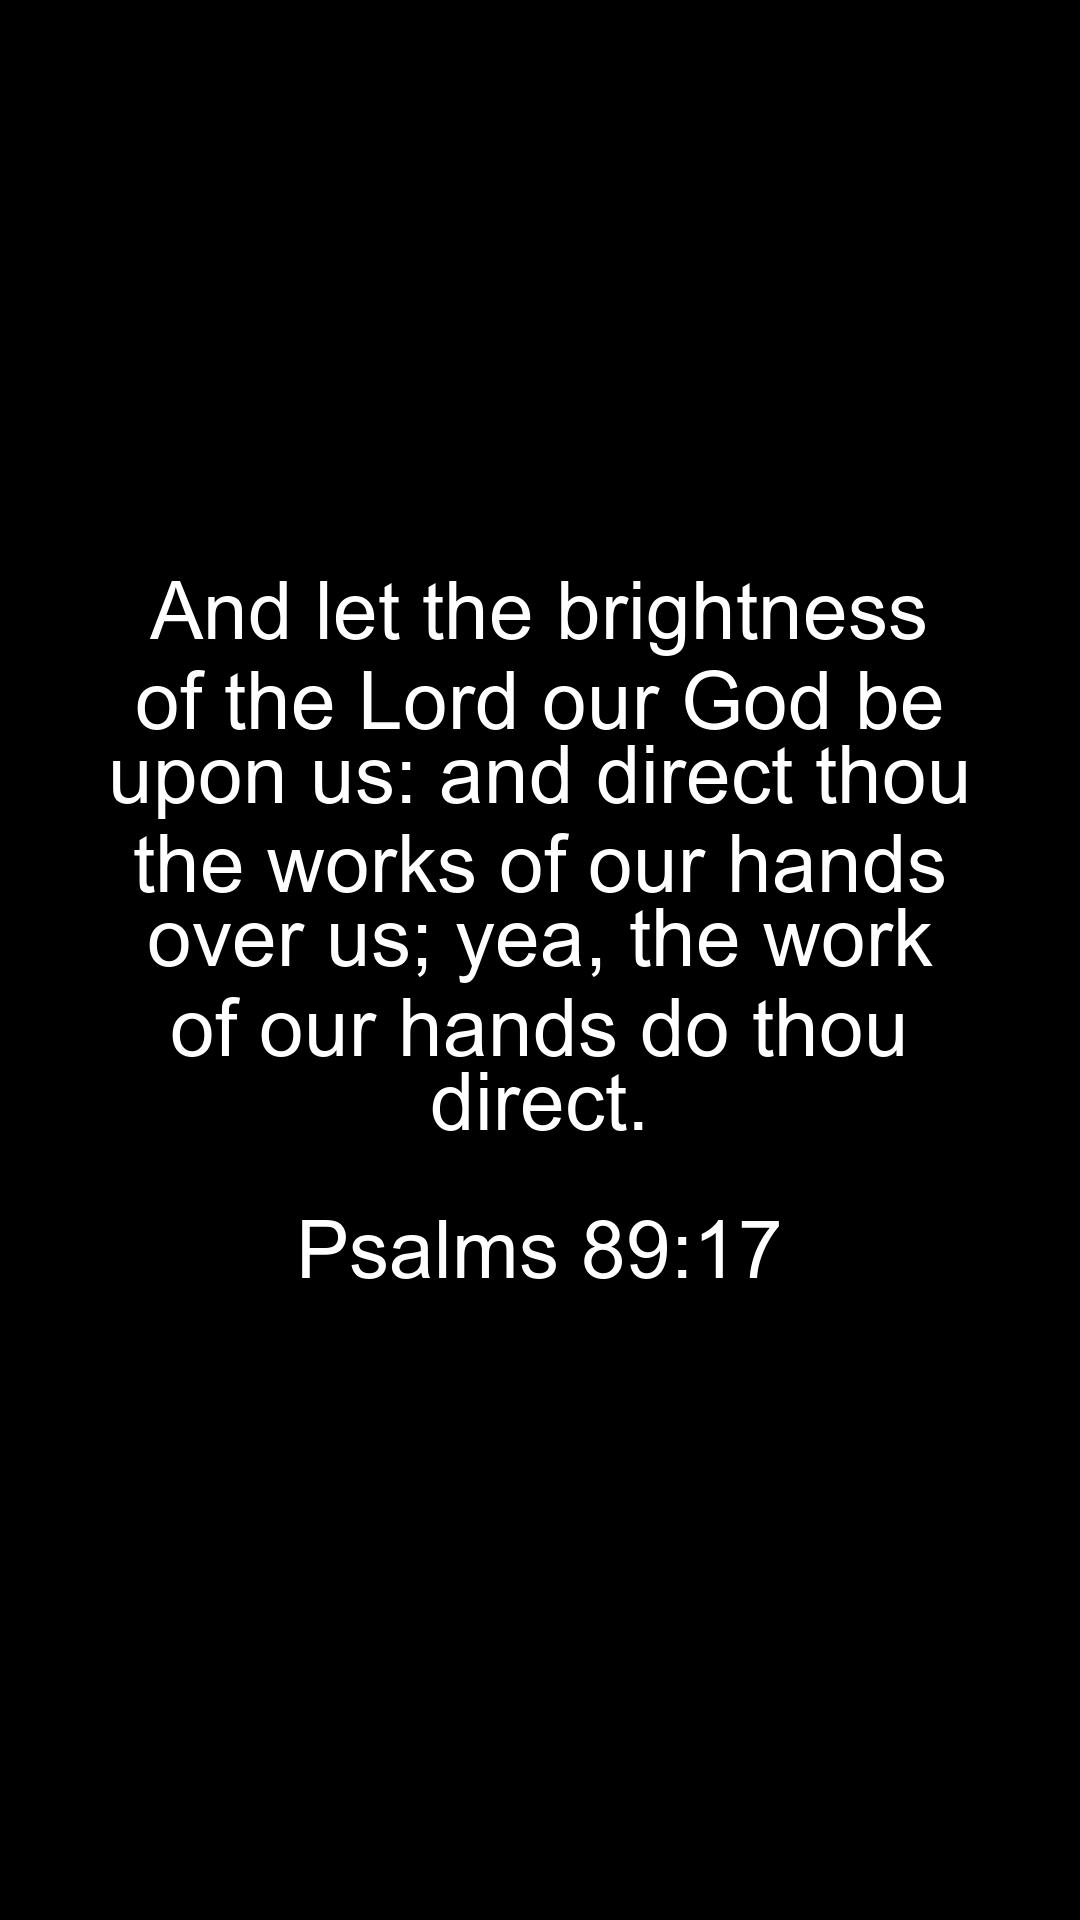 And let the brightness
of the Lord our God be
upon us: and direct thou
the works of our hands
over us; yea, the work
of our hands do thou
direct.
Psalms 89:17